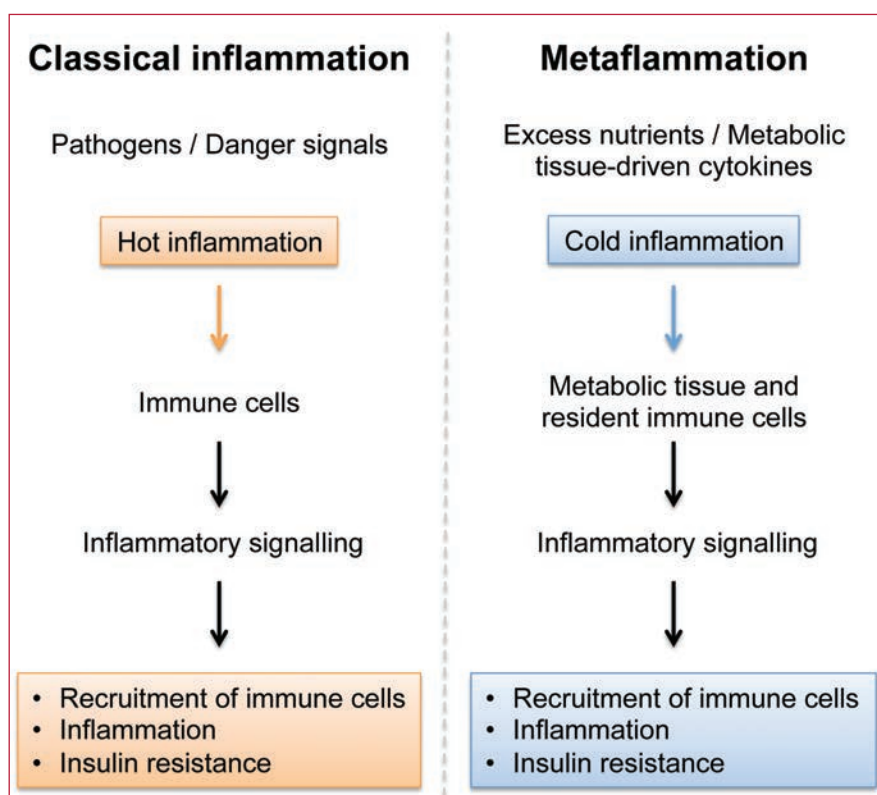 Classical inflammation
Pathogens / Danger signals
Hot inflammation
Immune cells
Inflammatory signalling
• Recruitment of immune cells
• Inflammation
• Insulin resistance
Metaflammation
Excess nutrients / Metabolic
tissue-driven cytokines
Cold inflammation
Metabolic tissue and
resident immune cells
Inflammatory signalling
• Recruitment of immune cells
• Inflammation
• Insulin resistance